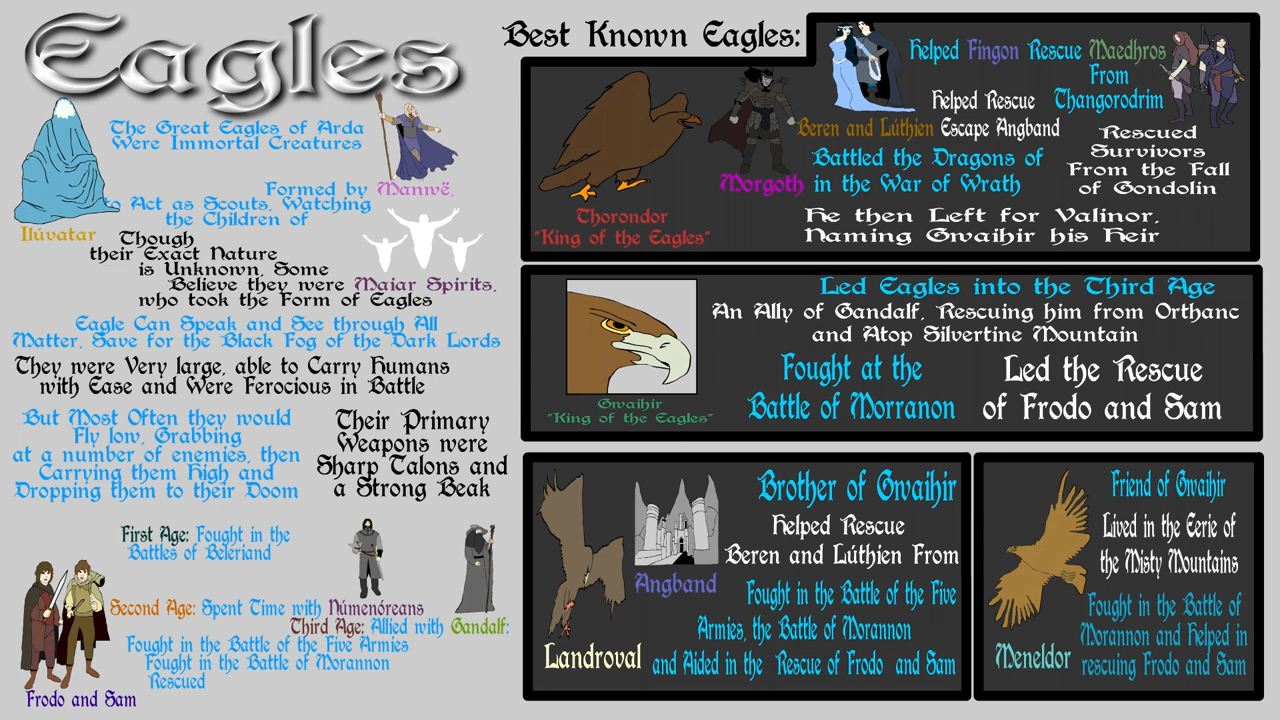 Eagles
The Great Eagles of Arda
Were Immortal Creatures
Formed by Manwë,
to Act as Scouts, Watching
the Children of
Ilúvatar
Though
their Exact Nature
is Unknown, Some
Believe they were Maiar Spirits,
who took the Form of Eagles
Eagle Can Speak and See through All
Matter, Save for the Black Fog of the Dark Lords
They were Very large, able to Carry Humans
with Ease and Were Ferocious in Battle
But Most Often they would
Fly low, Grabbing
at a number of enemies, then
Carrying them High and
Dropping them to their Doom
Their Primary
Weapons were
Sharp Talons and
a Strong Beak
First Age: Fought in the
Battles of Beleriand
Second Age: Spent Time with Númenóreans
Third Age: Allied with Gandalf:
Fought in the Battle of the Five Armies
Fought in the Battle of Morannon
Rescued
Frodo and Sam
Best Known Eagles:
Thorondor
"King of the Eagles"
Helped Fingon Rescue Maedhros
From
Thangorodrim
Helped Rescue
Beren and Lúthien Escape Angband
Battled the Dragons of
Morgoth in the War of Wrath
Rescued
Survivors
From the Fall
of Gondolin
He then Left for Valinor,
Naming Gwaihir his Heir
Gwaihir
"King of the Eagles"
Led Eagles into the Third Age
An Ally of Gandalf, Rescuing him from Orthanc
and Atop Silvertine Mountain
Fought at the
Battle of Morranon
Led the Rescue
of Frodo and Sam
Landroval
Brother of Gwaihir
Helped Rescue
Beren and Lúthien From
Angband
Fought in the Battle of the Five
Armies, the Battle of Morannon
and Aided in the Rescue of Frodo and Sam
Meneldor
Friend of Gwaihir
Lived in the Eerie of
the Misty Mountains
Fought in the Battle of
Morannon and Helped in
rescuing Frodo and Sam